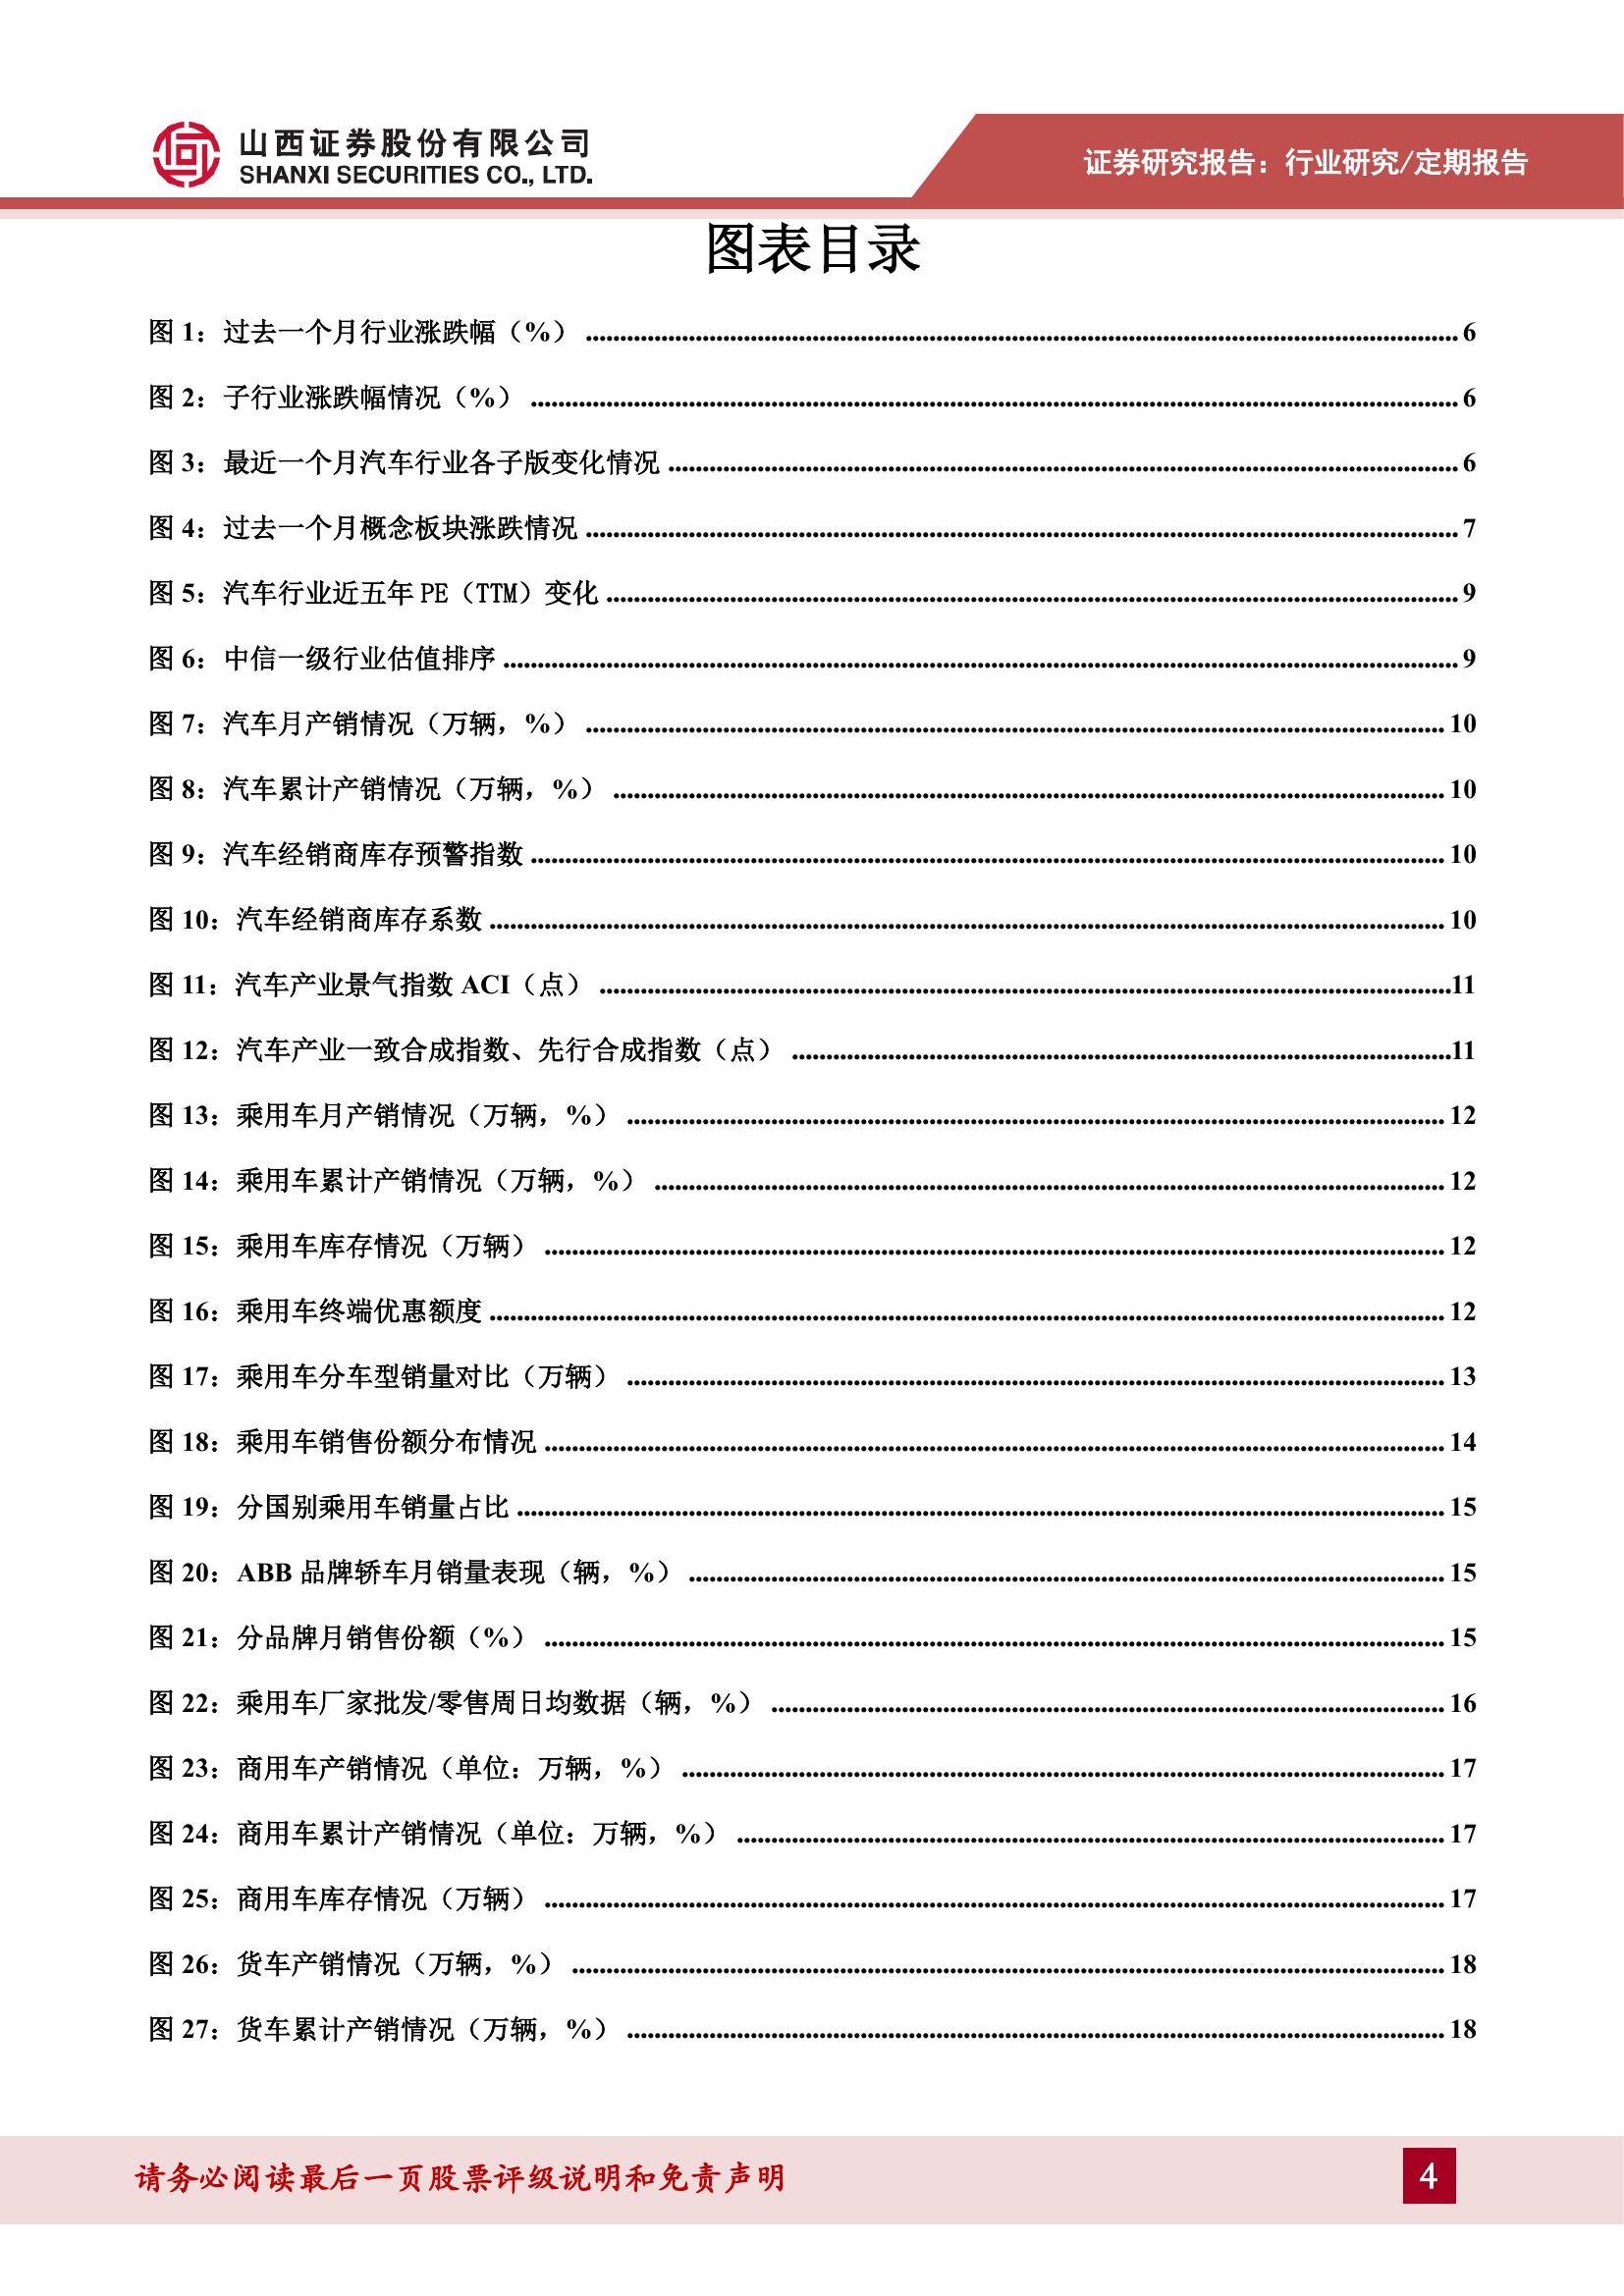 山西证券股份有限公司
SHANXI SECURITIES CO., LTD.
证券研究报告：行业研究/定期报告
图表目录
图 1：过去一个月行业涨跌幅（%） 6
图 2：子行业涨跌幅情况（%） 6
图 3：最近一个月汽车行业各子版变化情况 6
图 4：过去一个月概念板块涨跌情况 7
图 5：汽车行业近五年 PE（TTM）变化 9
图 6：中信一级行业估值排序 9
图 7：汽车月产销情况（万辆，%） 10
图 8：汽车累计产销情况（万辆，%） 10
图 9：汽车经销商库存预警指数 10
图 10：汽车经销商库存系数 10
图 11：汽车产业景气指数 ACI（点） 11
图 12：汽车产业一致合成指数、先行合成指数（点） 11
图 13：乘用车月产销情况（万辆，%） 12
图 14：乘用车累计产销情况（万辆，%） 12
图 15：乘用车库存情况（万辆） 12
图 16：乘用车终端优惠额度 12
图 17：乘用车分车型销量对比（万辆） 13
图 18：乘用车销售份额分布情况 14
图 19：分国别乘用车销量占比 15
图 20：ABB 品牌轿车月销量表现（辆，%） 15
图 21：分品牌月销售份额（%） 15
图 22：乘用车厂家批发/零售周日均数据（辆，%） 16
图 23：商用车产销情况（单位：万辆，%） 17
图 24：商用车累计产销情况（单位：万辆，%） 17
图 25：商用车库存情况（万辆） 17
图 26：货车产销情况（万辆，%） 18
图 27：货车累计产销情况（万辆，%） 18
请务必阅读最后一页股票评级说明和免责声明
4